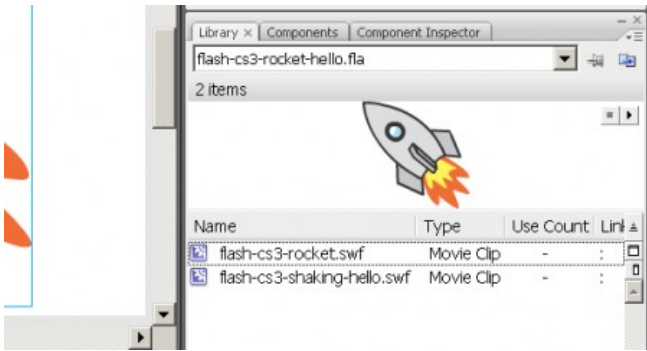 Library × Components Component Inspector
flash-cs3-rocket-hello.fla
2 items
Name Type Use Count Link
flash-cs3-rocket.swf Movie Clip -
flash-cs3-shaking-hello.swf Movie Clip -